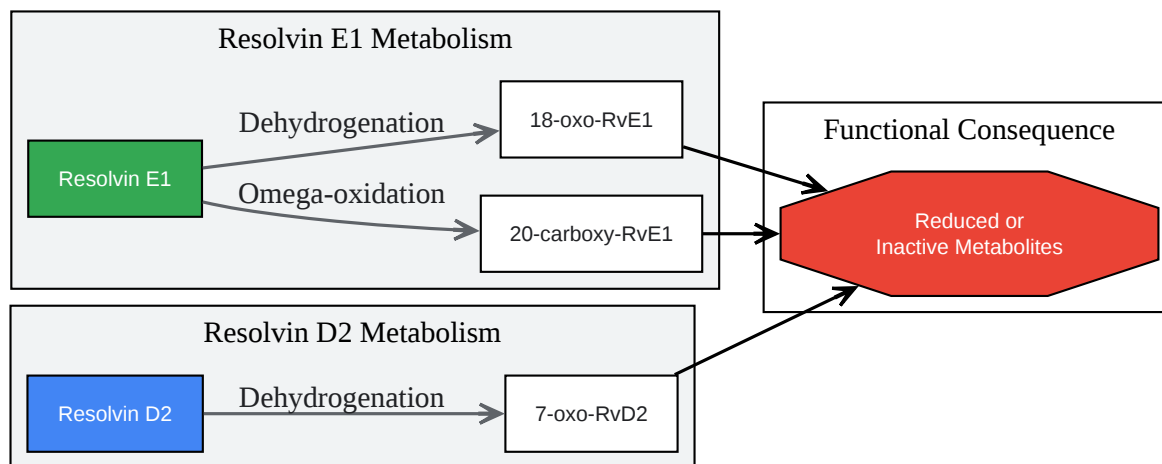 Resolvin E1 Metabolism
Dehydrogenation
18-oxo-RvE1
Resolvin E1
Omega-oxidation
20-carboxy-RvE1
Functional Consequence
Reduced or
Inactive Metabolites
Resolvin D2 Metabolism
Resolvin D2
Dehydrogenation
7-oxo-RvD2